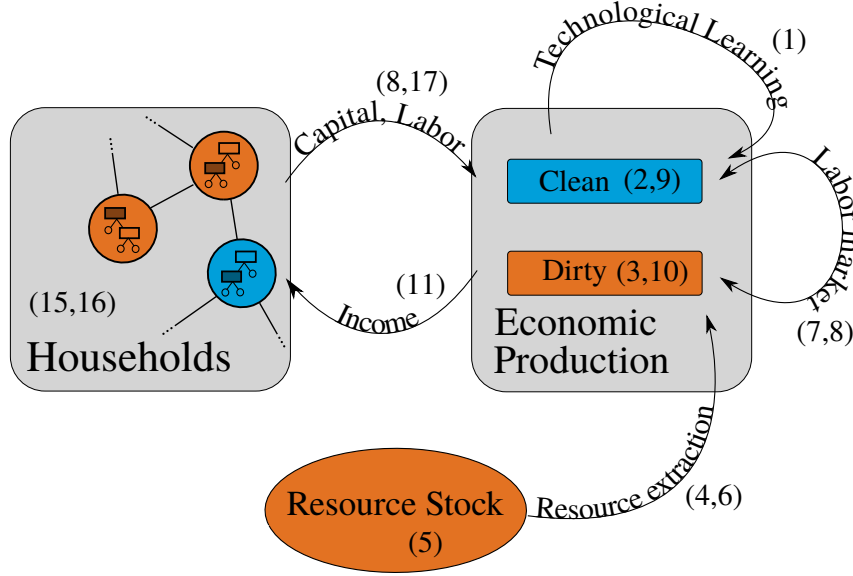 Technological Learning
(1)
(8,17)
Capital, Labor
Clean (2,9)
Labor market
(7,8)
Dirty (3,10)
(11)
Income
(15,16)
Households
Economic
Production
Resource extraction
(4,6)
Resource Stock
(5)